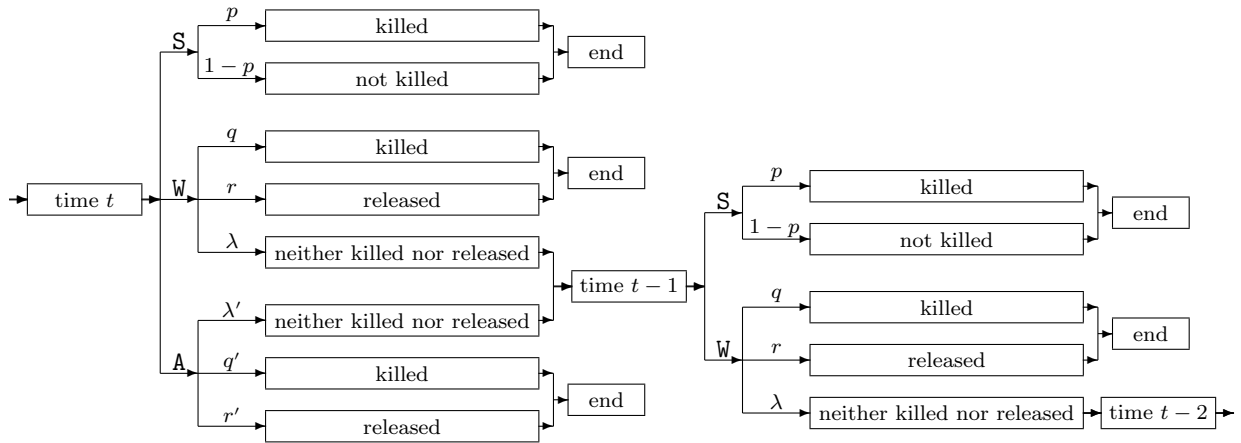 time t
S
p
killed
1 − p
not killed
end
W
q
killed
r
released
end
λ
neither killed nor released
A
λ′
neither killed nor released
q′
killed
r′
released
end
time t − 1
S
p
killed
1 − p
not killed
end
W
q
killed
r
released
end
λ
neither killed nor released
time t − 2